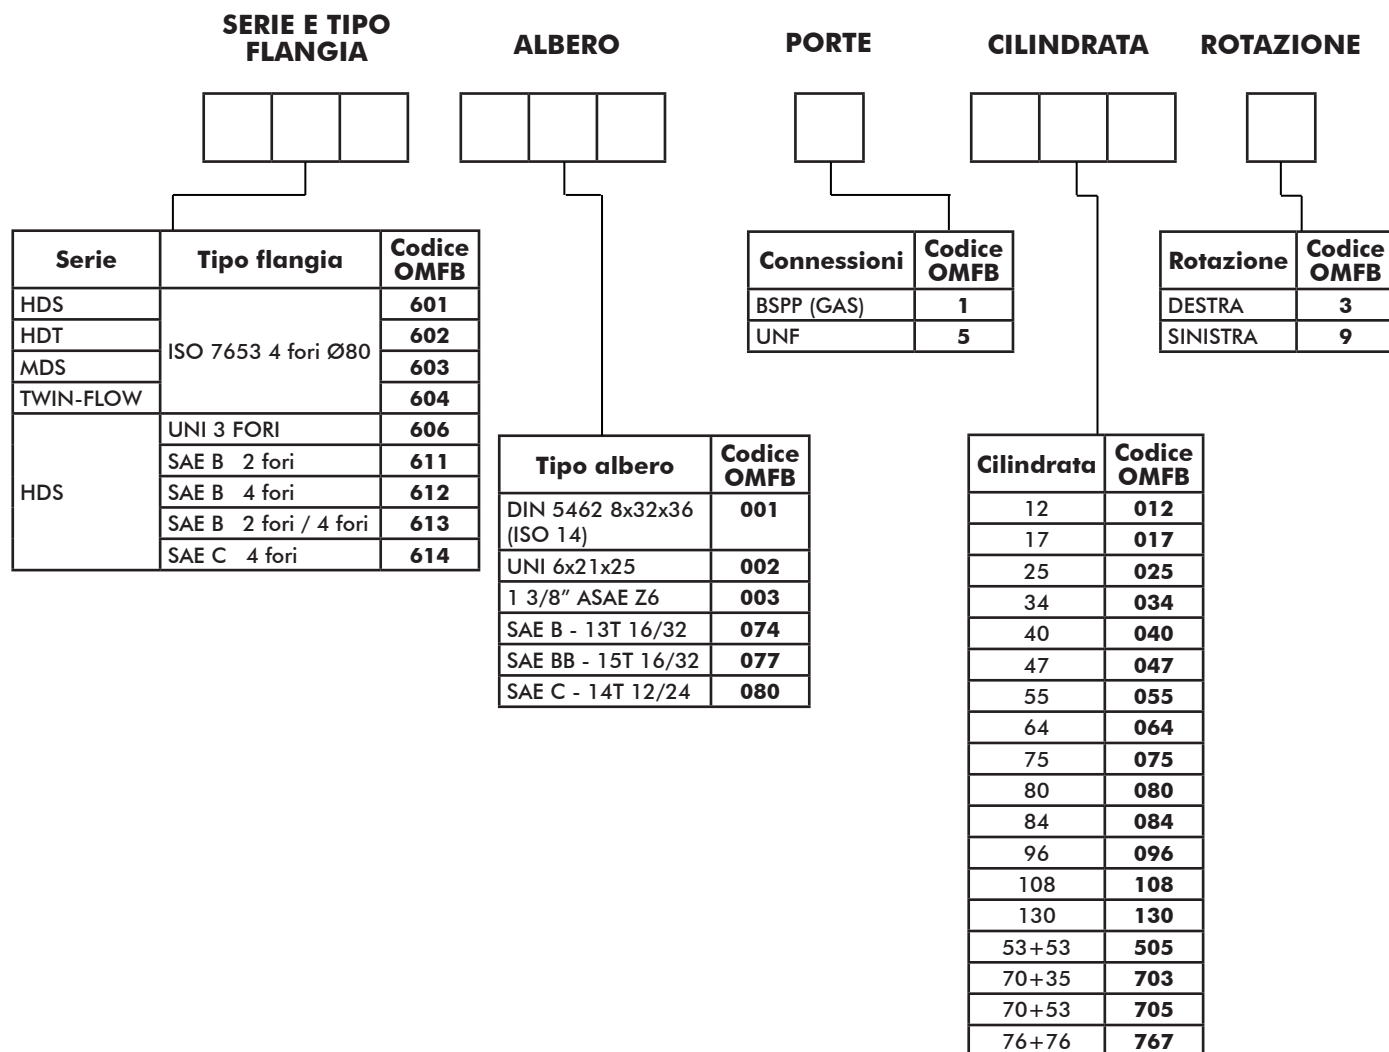 SERIE E TIPO
FLANGIA
ALBERO
PORTE
CILINDRATA
ROTAZIONE
Serie Tipo flangia Codice OMFB
HDS ISO 7653 4 fori Ø80 601
HDT 602
MDS 603
TWIN-FLOW 604
HDS UNI 3 FORI 606
SAE B 2 fori 611
SAE B 4 fori 612
SAE B 2 fori / 4 fori 613
SAE C 4 fori 614
Tipo albero Codice OMFB
DIN 5462 8x32x36 001
(ISO 14)
UNI 6x21x25 002
1 3/8” ASAE Z6 003
SAE B - 13T 16/32 074
SAE BB - 15T 16/32 077
SAE C - 14T 12/24 080
Connessioni Codice OMFB
BSPP (GAS) 1
UNF 5
Cilindrata Codice OMFB
12 012
17 017
25 025
34 034
40 040
47 047
55 055
64 064
75 075
80 080
84 084
96 096
108 108
130 130
53+53 505
70+35 703
70+53 705
76+76 767
Rotazione Codice OMFB
DESTRA 3
SINISTRA 9